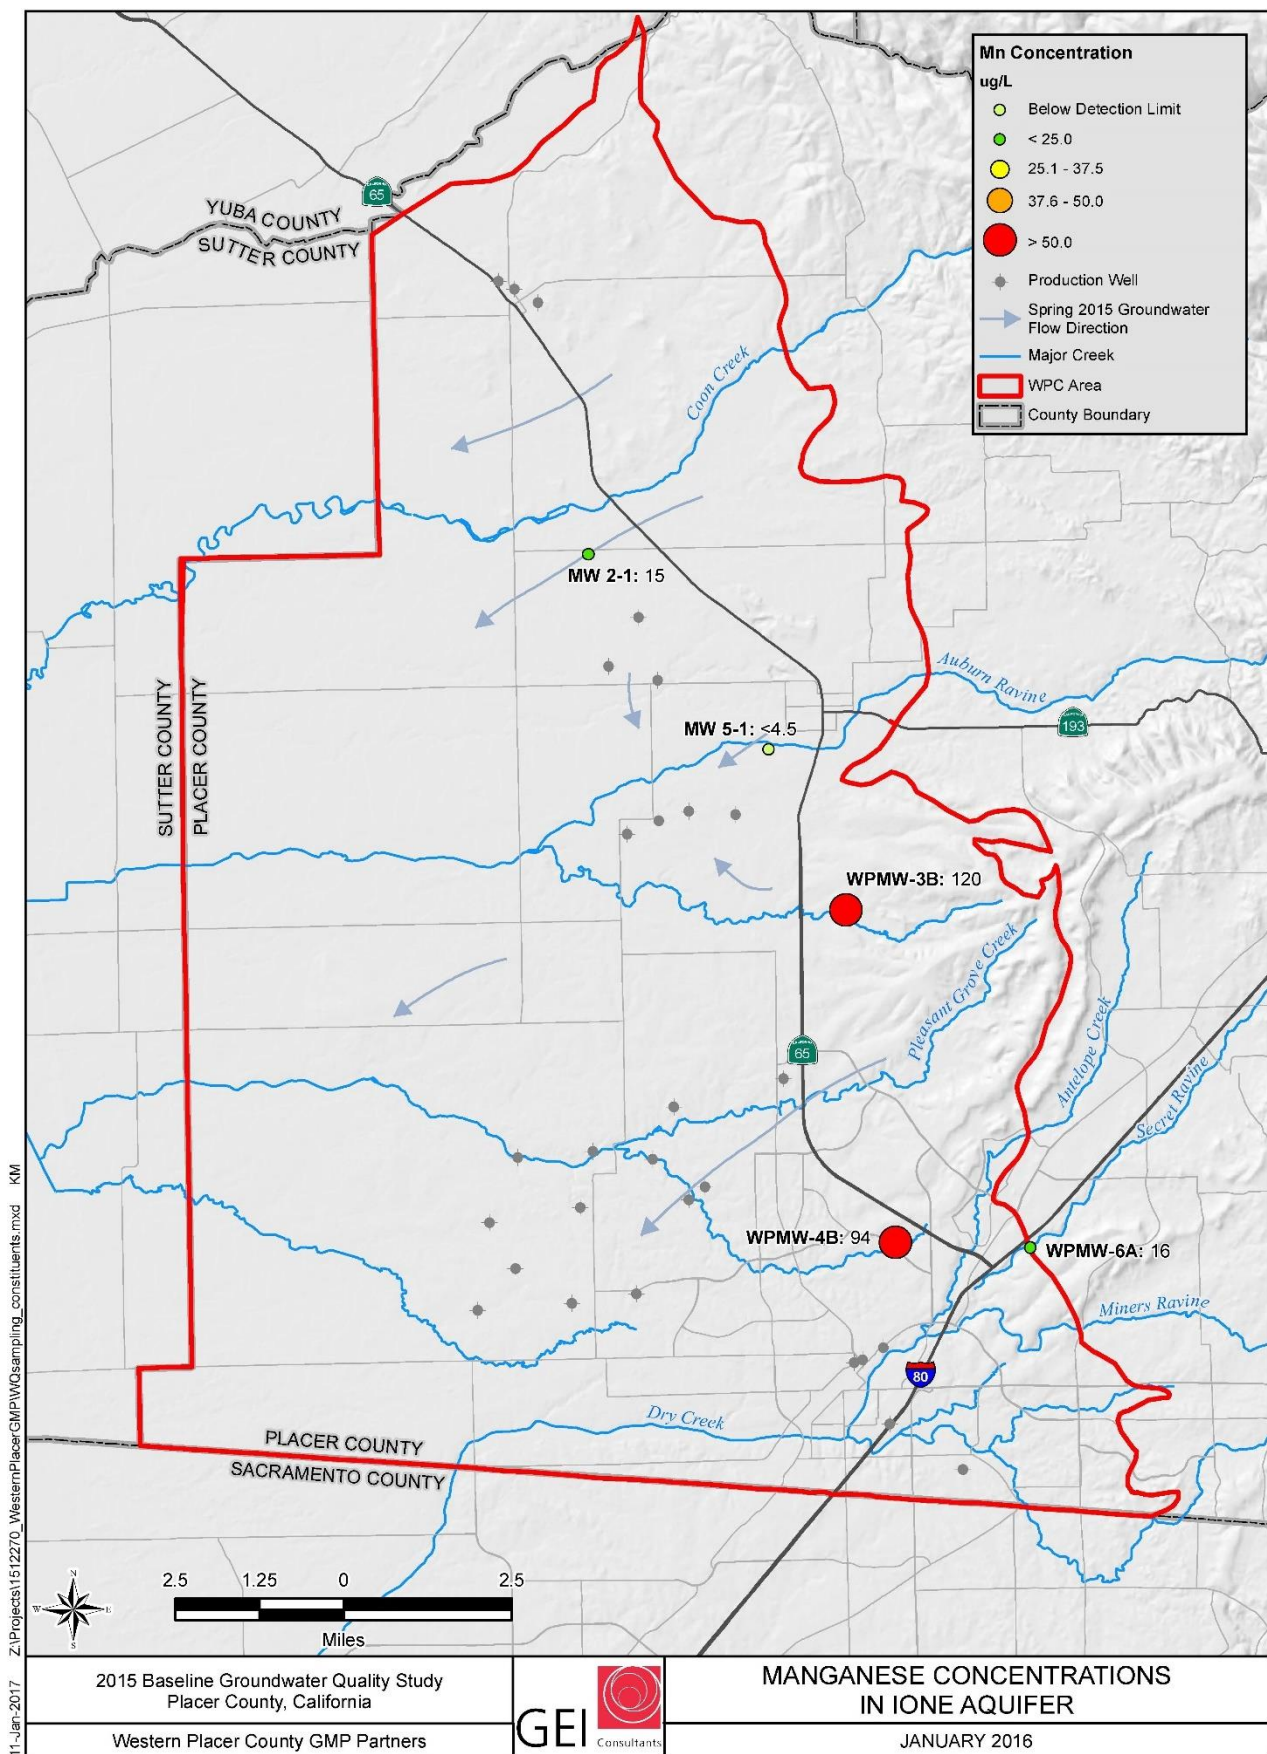 Mn Concentration
ug/L
Below Detection Limit
< 25.0
25.1 - 37.5
37.6 - 50.0
> 50.0
Production Well
Spring 2015 Groundwater
Flow Direction
Major Creek
WPC Area
County Boundary
65
YUBA COUNTY
SUTTER COUNTY
Coon Creek
MW 2-1: 15
Auburn Ravine
193
MW 5-1: <4.5
SUTTER COUNTY
PLACER COUNTY
WPMW-3B: 120
Pleasant Grove Creek
65
Antelope Creek
Secret Ravine
WPMW-4B: 94
WPMW-6A: 16
Miners Ravine
80
Dry Creek
PLACER COUNTY
SACRAMENTO COUNTY
N
W
E
S
2.5 1.25 0 2.5
Miles
11-Jan-2017 Z:\Projects\1512270_WesternPlacerGMP\WQsampling_constituents.mxd KM
2015 Baseline Groundwater Quality Study
Placer County, California
Western Placer County GMP Partners
GEI
Consultants
MANGANESE CONCENTRATIONS
IN IONE AQUIFER
JANUARY 2016